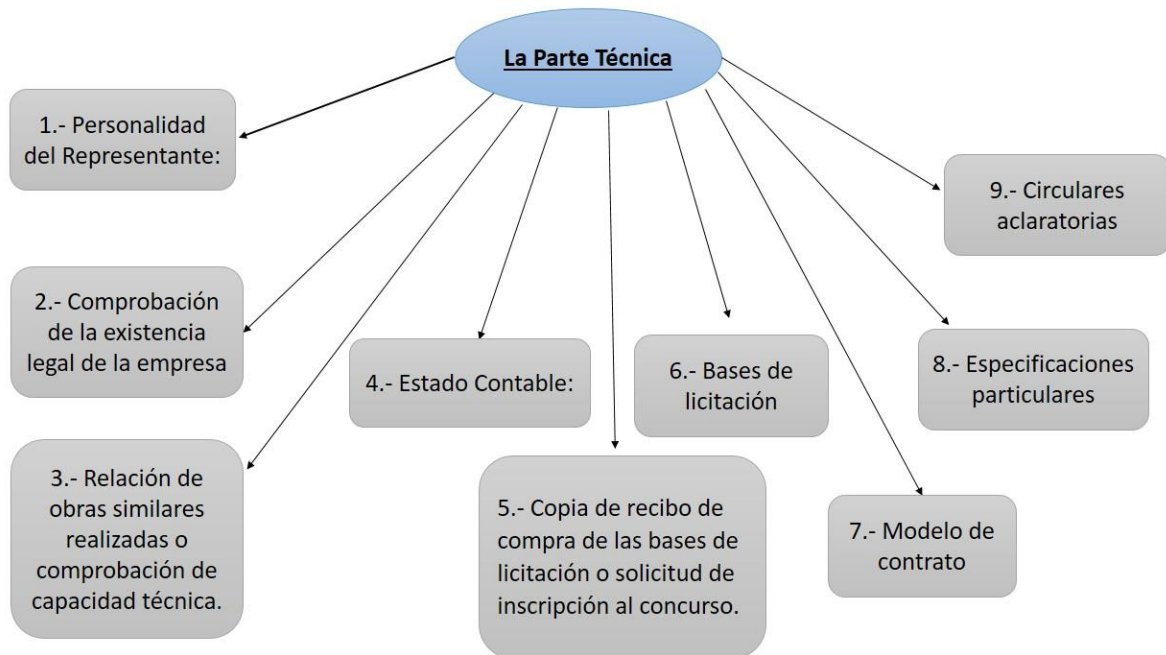 La Parte Técnica
1.- Personalidad
del Representante:
2.- Comprobación
de la existencia
legal de la empresa
3.- Relación de
obras similares
realizadas o
comprobación de
capacidad técnica.
4.- Estado Contable:
5.- Copia de recibo de
compra de las bases de
licitación o solicitud de
inscripción al concurso.
6.- Bases de
licitación
7.- Modelo de
contrato
8.- Especificaciones
particulares
9.- Circulares
aclaratorias